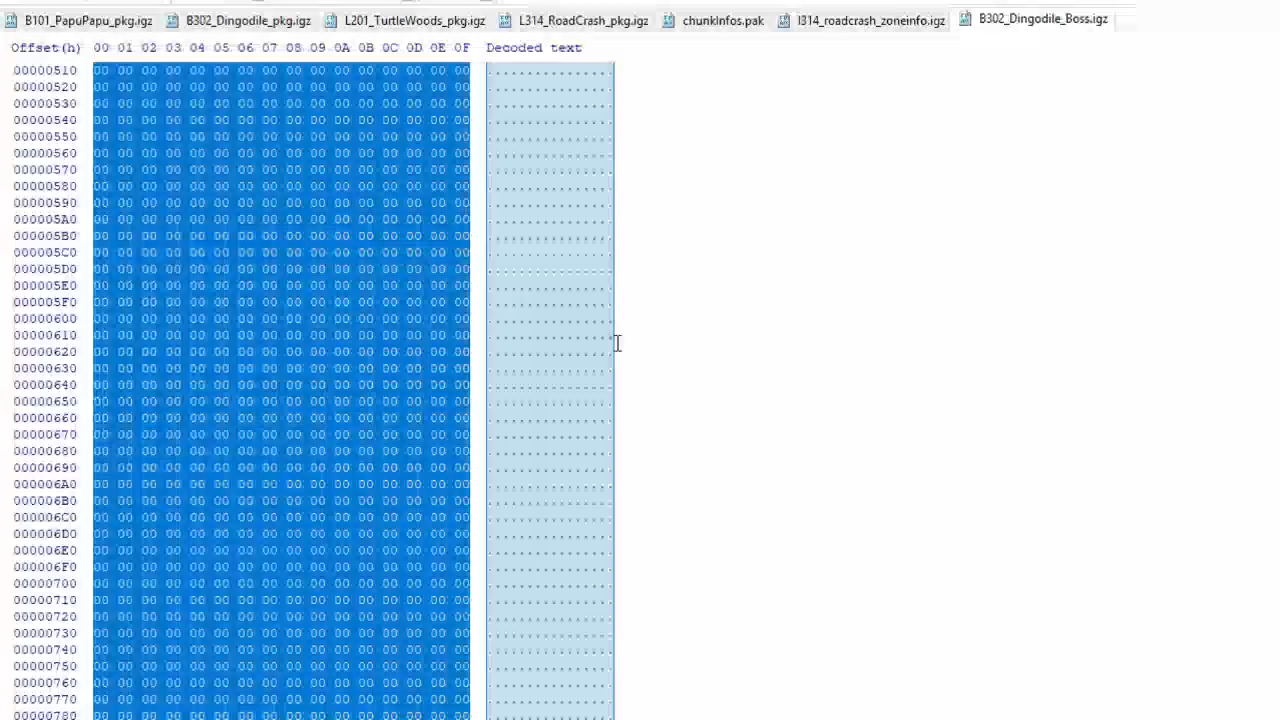 B101_PapuPapu_pkg.igz B302_Dingodile_pkg.igz L201_TurtleWoods_pkg.igz L314_RoadCrash_pkg.igz chunkInfos.pak l314_roadcrash_zoneinfo.igz B302_Dingodile_Boss.igz
Offset(h) 00 01 02 03 04 05 06 07 08 09 0A 0B 0C 0D 0E 0F Decoded text
00000510 00 00 00 00 00 00 00 00 00 00 00 00 00 00 00 00 ................
00000520 00 00 00 00 00 00 00 00 00 00 00 00 00 00 00 00 ................
00000530 00 00 00 00 00 00 00 00 00 00 00 00 00 00 00 00 ................
00000540 00 00 00 00 00 00 00 00 00 00 00 00 00 00 00 00 ................
00000550 00 00 00 00 00 00 00 00 00 00 00 00 00 00 00 00 ................
00000560 00 00 00 00 00 00 00 00 00 00 00 00 00 00 00 00 ................
00000570 00 00 00 00 00 00 00 00 00 00 00 00 00 00 00 00 ................
00000580 00 00 00 00 00 00 00 00 00 00 00 00 00 00 00 00 ................
00000590 00 00 00 00 00 00 00 00 00 00 00 00 00 00 00 00 ................
000005A0 00 00 00 00 00 00 00 00 00 00 00 00 00 00 00 00 ................
000005B0 00 00 00 00 00 00 00 00 00 00 00 00 00 00 00 00 ................
000005C0 00 00 00 00 00 00 00 00 00 00 00 00 00 00 00 00 ................
000005D0 00 00 00 00 00 00 00 00 00 00 00 00 00 00 00 00 ................
000005E0 00 00 00 00 00 00 00 00 00 00 00 00 00 00 00 00 ................
000005F0 00 00 00 00 00 00 00 00 00 00 00 00 00 00 00 00 ................
00000600 00 00 00 00 00 00 00 00 00 00 00 00 00 00 00 00 ................
00000610 00 00 00 00 00 00 00 00 00 00 00 00 00 00 00 00 ................
00000620 00 00 00 00 00 00 00 00 00 00 00 00 00 00 00 00 ................
00000630 00 00 00 00 00 00 00 00 00 00 00 00 00 00 00 00 ................
00000640 00 00 00 00 00 00 00 00 00 00 00 00 00 00 00 00 ................
00000650 00 00 00 00 00 00 00 00 00 00 00 00 00 00 00 00 ................
00000660 00 00 00 00 00 00 00 00 00 00 00 00 00 00 00 00 ................
00000670 00 00 00 00 00 00 00 00 00 00 00 00 00 00 00 00 ................
00000680 00 00 00 00 00 00 00 00 00 00 00 00 00 00 00 00 ................
00000690 00 00 00 00 00 00 00 00 00 00 00 00 00 00 00 00 ................
000006A0 00 00 00 00 00 00 00 00 00 00 00 00 00 00 00 00 ................
000006B0 00 00 00 00 00 00 00 00 00 00 00 00 00 00 00 00 ................
000006C0 00 00 00 00 00 00 00 00 00 00 00 00 00 00 00 00 ................
000006D0 00 00 00 00 00 00 00 00 00 00 00 00 00 00 00 00 ................
000006E0 00 00 00 00 00 00 00 00 00 00 00 00 00 00 00 00 ................
000006F0 00 00 00 00 00 00 00 00 00 00 00 00 00 00 00 00 ................
00000700 00 00 00 00 00 00 00 00 00 00 00 00 00 00 00 00 ................
00000710 00 00 00 00 00 00 00 00 00 00 00 00 00 00 00 00 ................
00000720 00 00 00 00 00 00 00 00 00 00 00 00 00 00 00 00 ................
00000730 00 00 00 00 00 00 00 00 00 00 00 00 00 00 00 00 ................
00000740 00 00 00 00 00 00 00 00 00 00 00 00 00 00 00 00 ................
00000750 00 00 00 00 00 00 00 00 00 00 00 00 00 00 00 00 ................
00000760 00 00 00 00 00 00 00 00 00 00 00 00 00 00 00 00 ................
00000770 00 00 00 00 00 00 00 00 00 00 00 00 00 00 00 00 ................
00000780 00 00 00 00 00 00 00 00 00 00 00 00 00 00 00 00 ................